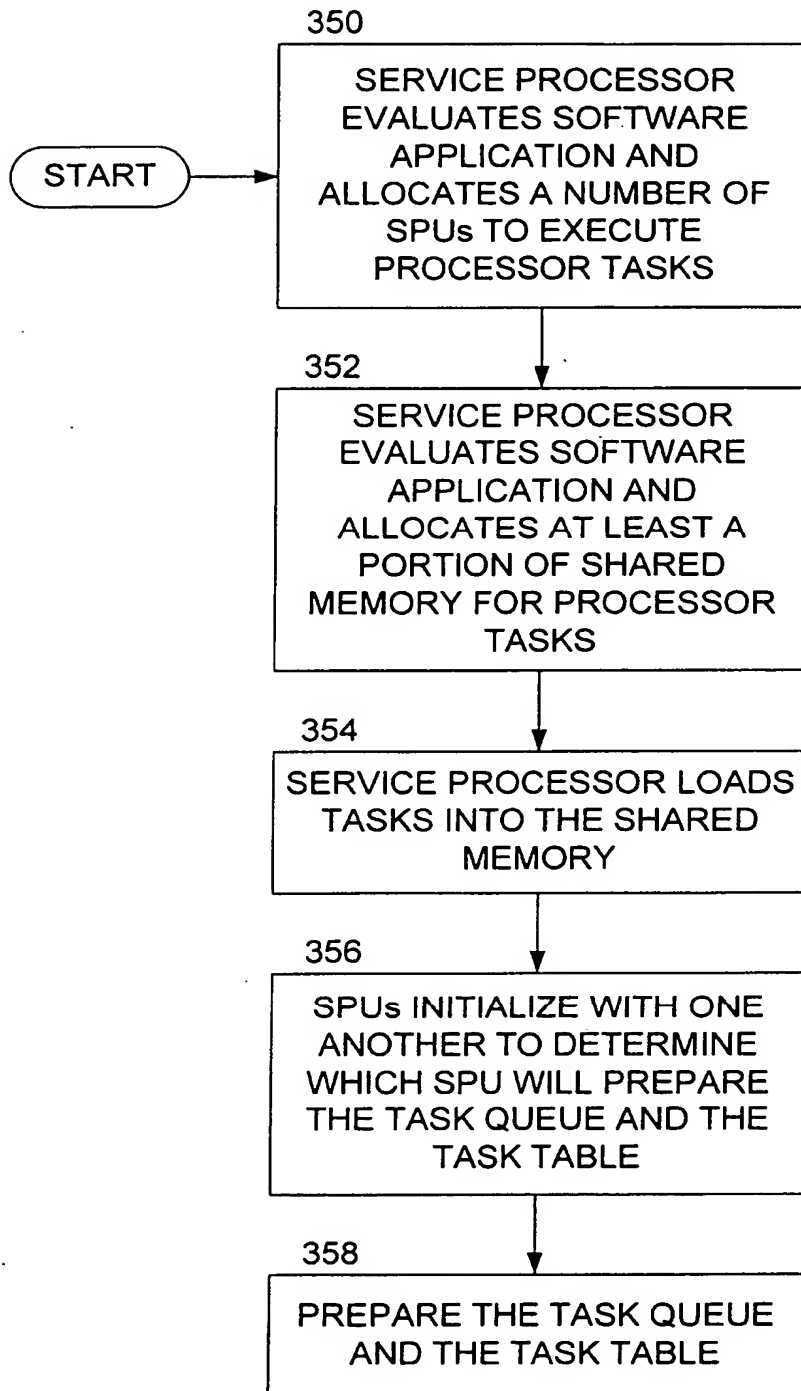 350
SERVICE PROCESSOR
EVALUATES SOFTWARE
APPLICATION AND
ALLOCATES A NUMBER OF
SPUs TO EXECUTE
PROCESSOR TASKS
START
352
SERVICE PROCESSOR
EVALUATES SOFTWARE
APPLICATION AND
ALLOCATES AT LEAST A
PORTION OF SHARED
MEMORY FOR PROCESSOR
TASKS
354
SERVICE PROCESSOR LOADS
TASKS INTO THE SHARED
MEMORY
356
SPUs INITIALIZE WITH ONE
ANOTHER TO DETERMINE
WHICH SPU WILL PREPARE
THE TASK QUEUE AND THE
TASK TABLE
358
PREPARE THE TASK QUEUE
AND THE TASK TABLE